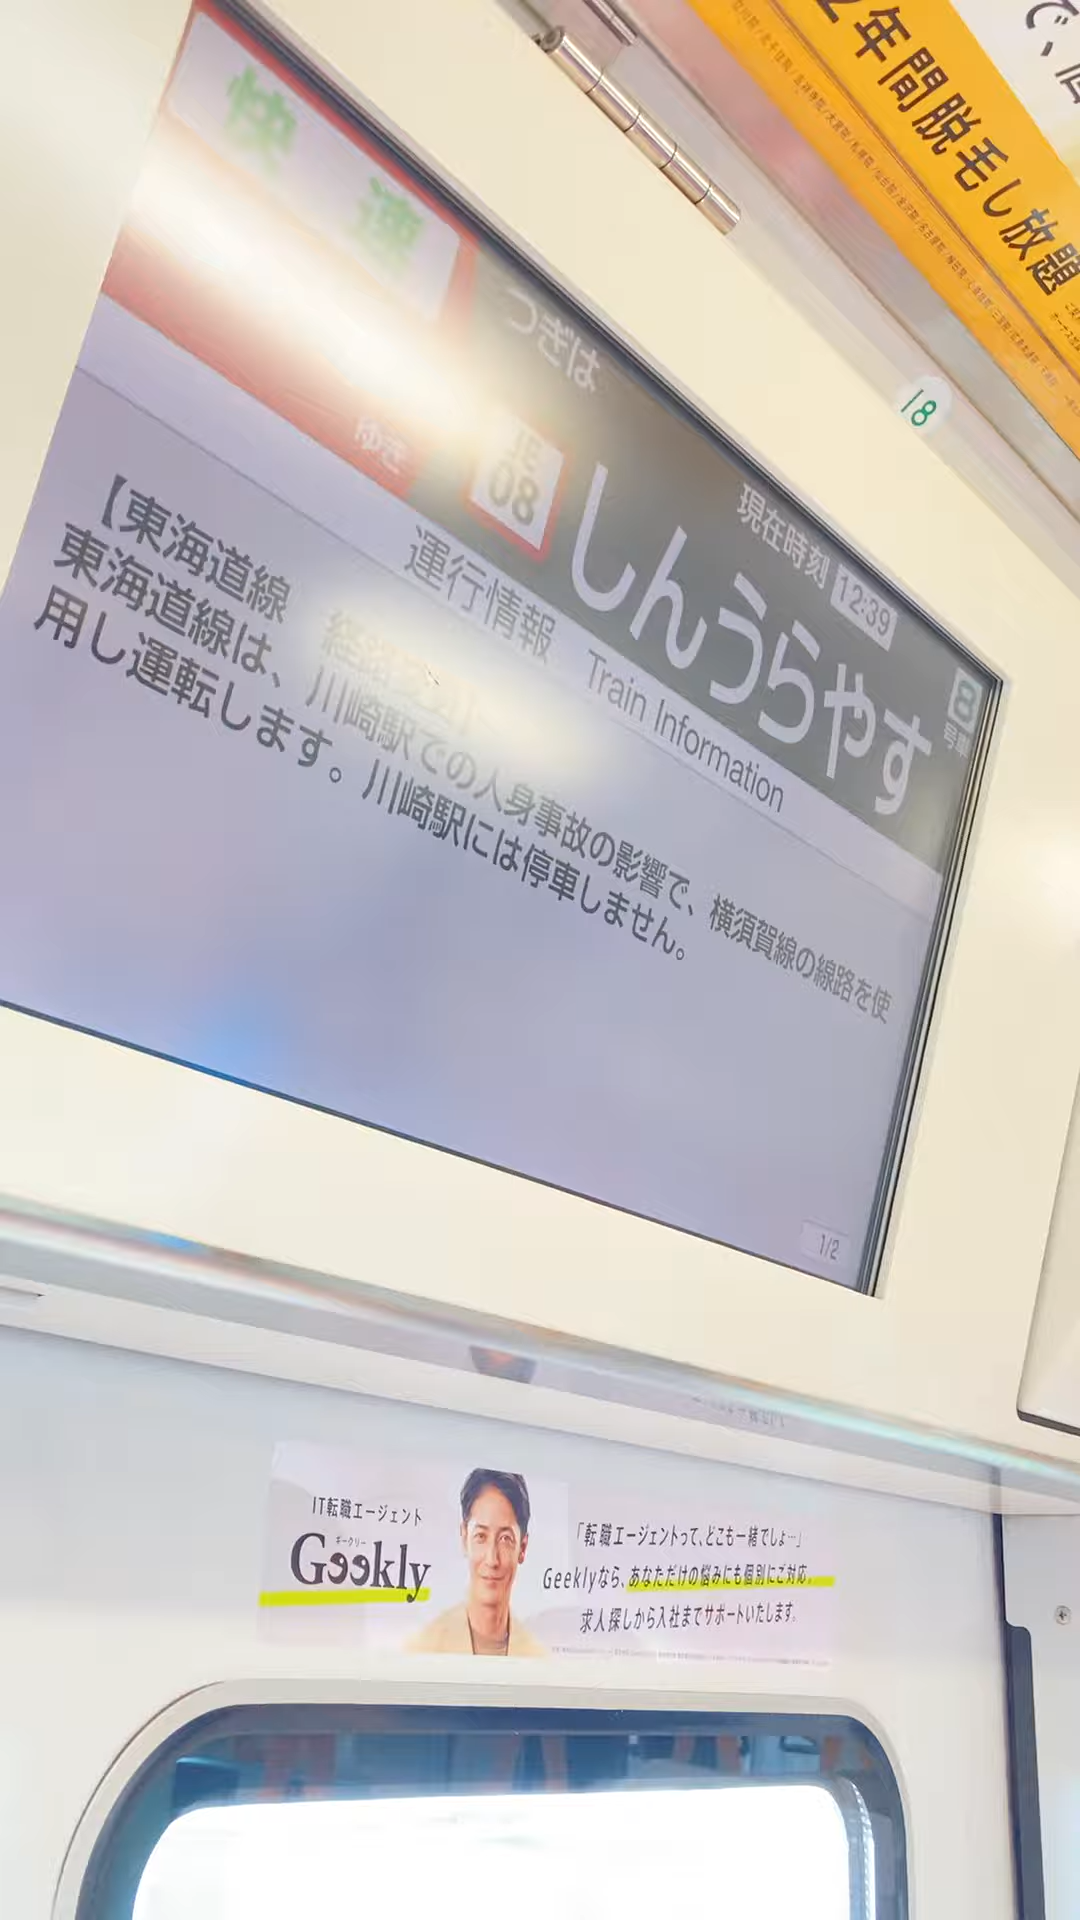 快速
つぎは
現在時刻 12:39
8
号車
ゆき
JE
08
しんうらやす
運行情報 Train Information
【東海道線
東海道線は、川崎駅での人身事故の影響で、横須賀線の線路を使
用し運転します。川崎駅には停車しません。
1/2
18
2年間脱毛し放題
で、
IT転職エージェント
ギークリー
Geekly
「転職エージェントって、どこも一緒でしょ…」
Geeklyなら、あなただけの悩みにも個別にご対応。
求人探しから入社までサポートいたします。